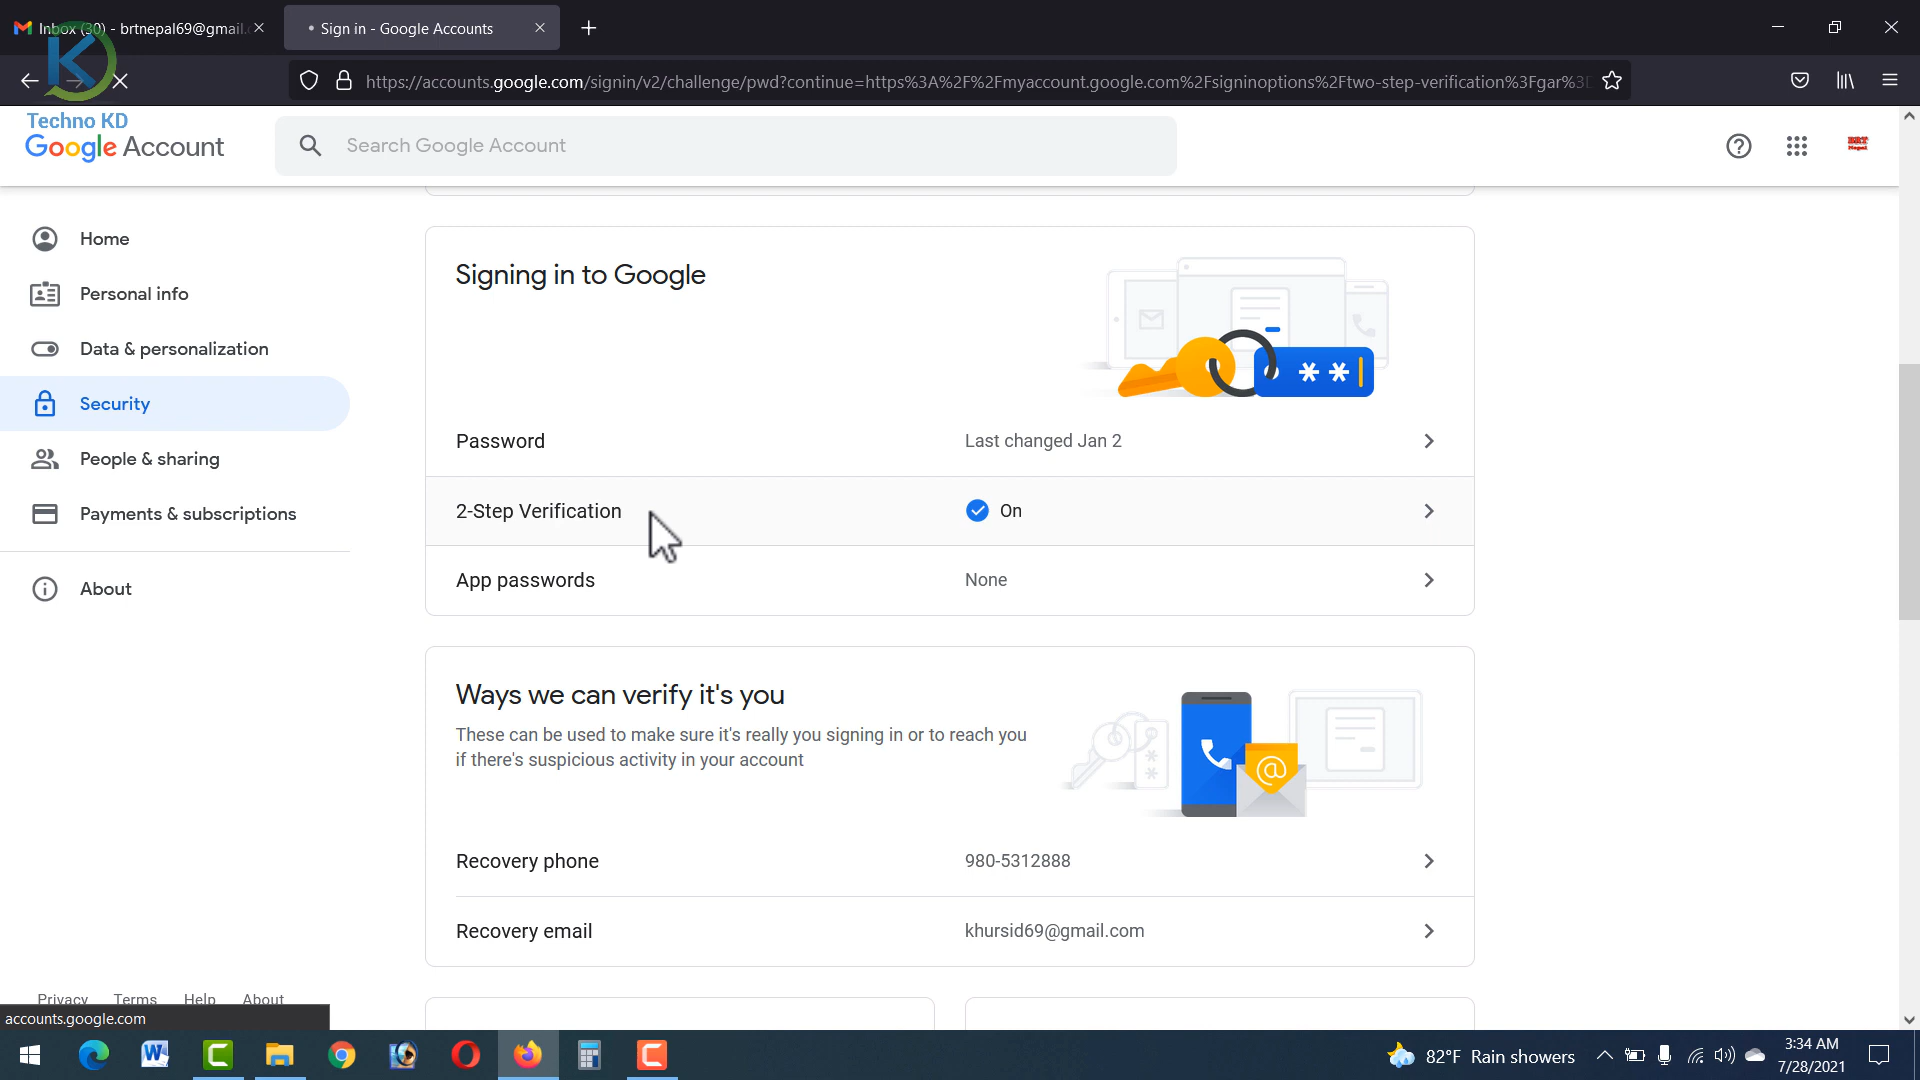 Inbox (30) - brtnepal69@gmail.c
Sign in - Google Accounts
https://accounts.google.com/signin/v2/challenge/pwd?continue=https%3A%2F%2Fmyaccount.google.com%2Fsigninoptions%2Ftwo-step-verification%3Fgar%3D
Techno KD
Google Account
Search Google Account
BRT
Nepal
Home
Personal info
Data & personalization
Security
People & sharing
Payments & subscriptions
About
Signing in to Google
Password
Last changed Jan 2
2-Step Verification
On
App passwords
None
Ways we can verify it's you
These can be used to make sure it's really you signing in or to reach you
if there's suspicious activity in your account
Recovery phone
980-5312888
Recovery email
khursid69@gmail.com
Privacy Terms Help About
accounts.google.com
82°F Rain showers
3:34 AM
7/28/2021